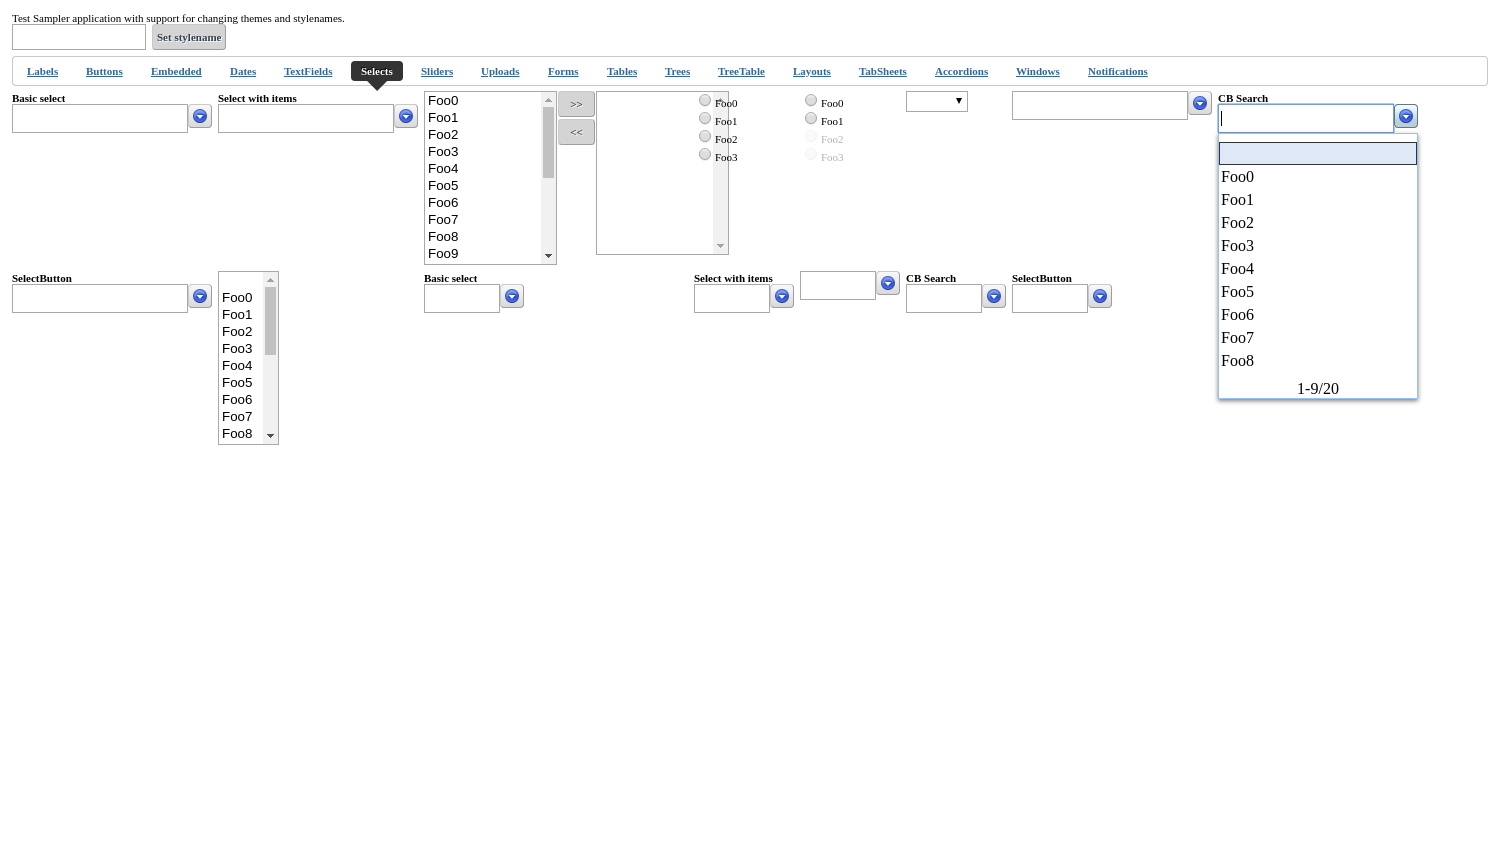 Test Sampler application with support for changing themes and stylenames.
Set stylename
Labels Buttons Embedded Dates TextFields Selects Sliders Uploads Forms Tables Trees TreeTable Layouts TabSheets Accordions Windows Notifications
Basic select
Select with items
Foo0
Foo1
Foo2
Foo3
Foo4
Foo5
Foo6
Foo7
Foo8
Foo9
>>
<<
Foo0
Foo1
Foo2
Foo3
Foo0
Foo1
Foo2
Foo3
CB Search
Foo0
Foo1
Foo2
Foo3
Foo4
Foo5
Foo6
Foo7
Foo8
1-9/20
SelectButton
Foo0
Foo1
Foo2
Foo3
Foo4
Foo5
Foo6
Foo7
Foo8
Basic select
Select with items
CB Search
SelectButton